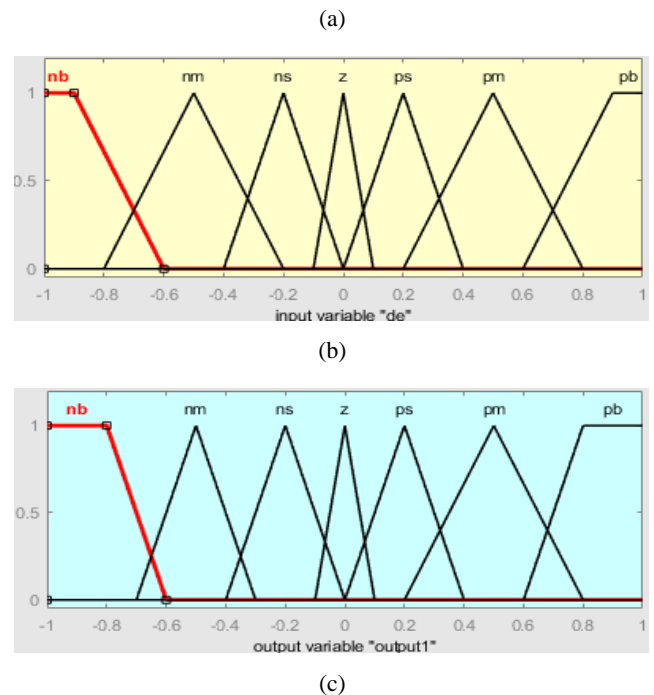 (a)
nb nm ns z ps pm pb
1
0.5
0
-1 -0.8 -0.6 -0.4 -0.2 0 0.2 0.4 0.6 0.8 1
input variable "de"
(b)
nb nm ns z ps pm pb
1
0.5
0
-1 -0.8 -0.6 -0.4 -0.2 0 0.2 0.4 0.6 0.8 1
output variable "output1"
(c)